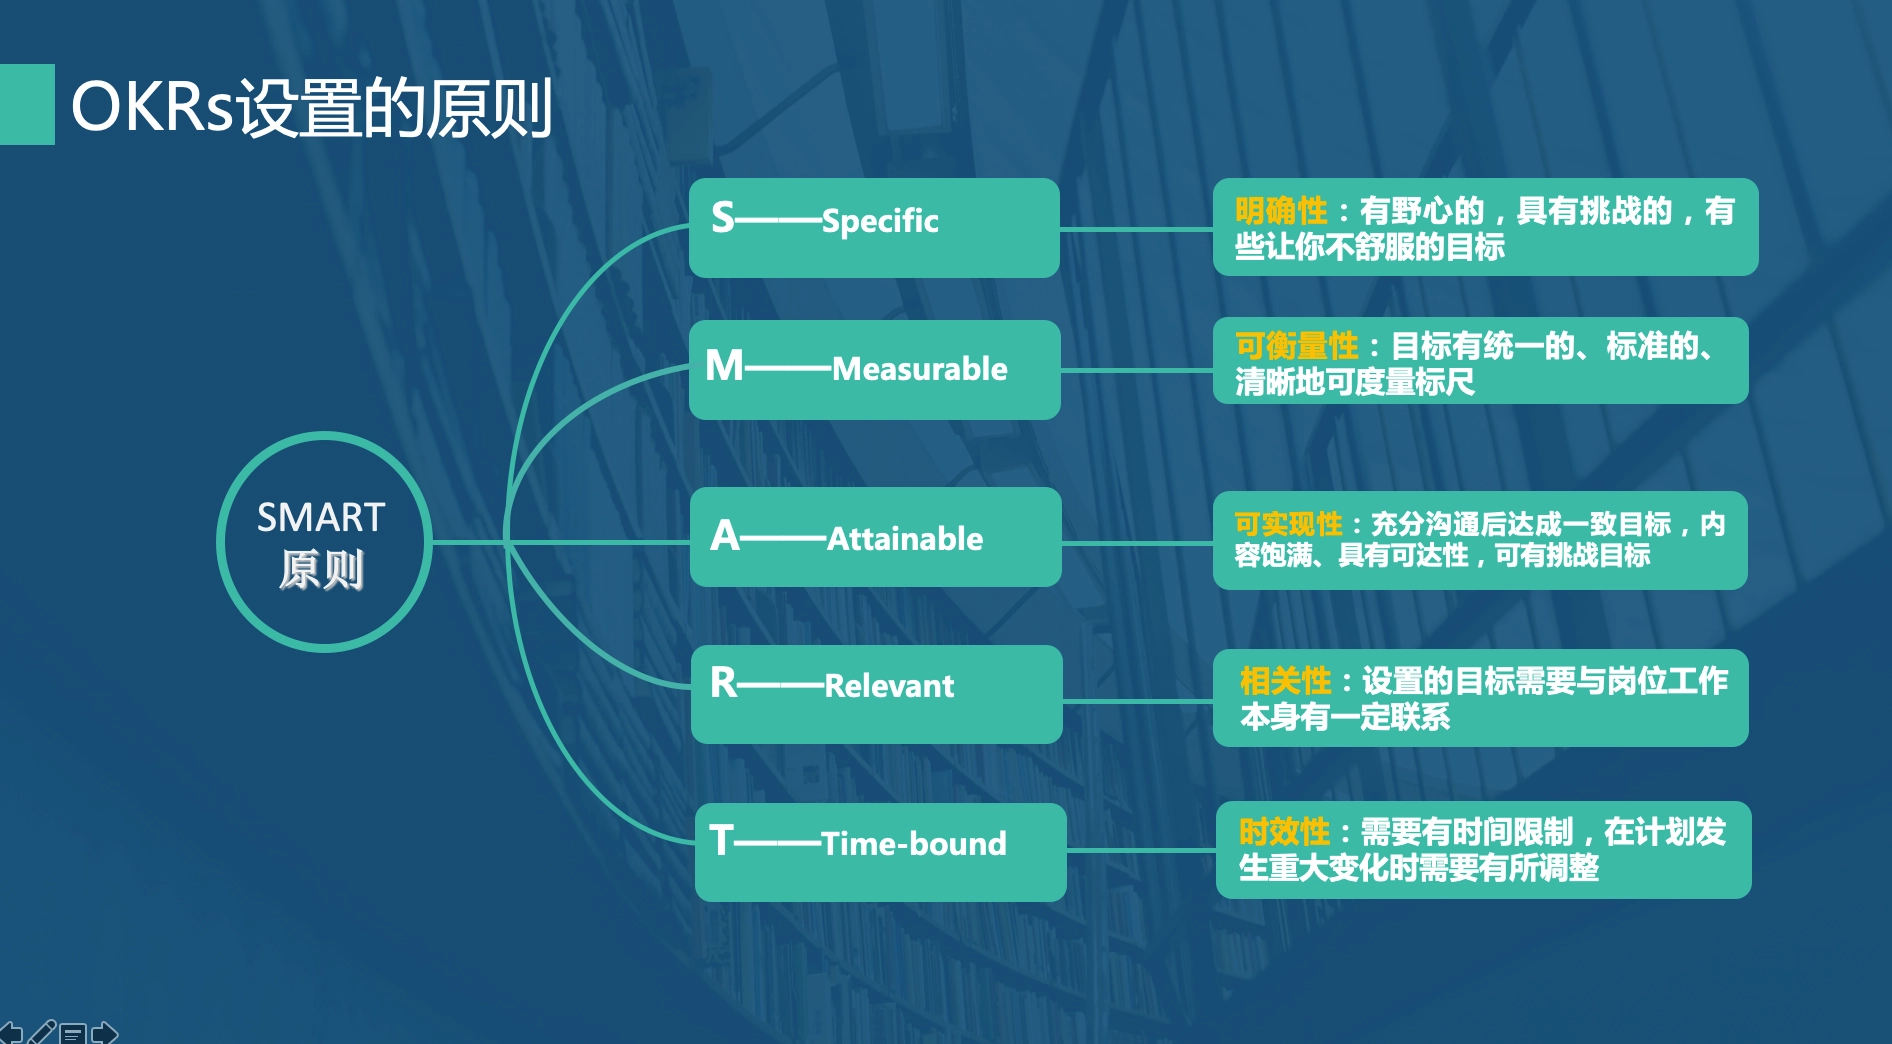 OKRs设置的原则
SMART
原则
S——Specific
明确性：有野心的，具有挑战的，有
些让你不舒服的目标
M——Measurable
可衡量性：目标有统一的、标准的、
清晰地可度量标尺
A——Attainable
可实现性：充分沟通后达成一致目标，内
容饱满、具有可达性，可有挑战目标
R——Relevant
相关性：设置的目标需要与岗位工作
本身有一定联系
T——Time-bound
时效性：需要有时间限制，在计划发
生重大变化时需要有所调整